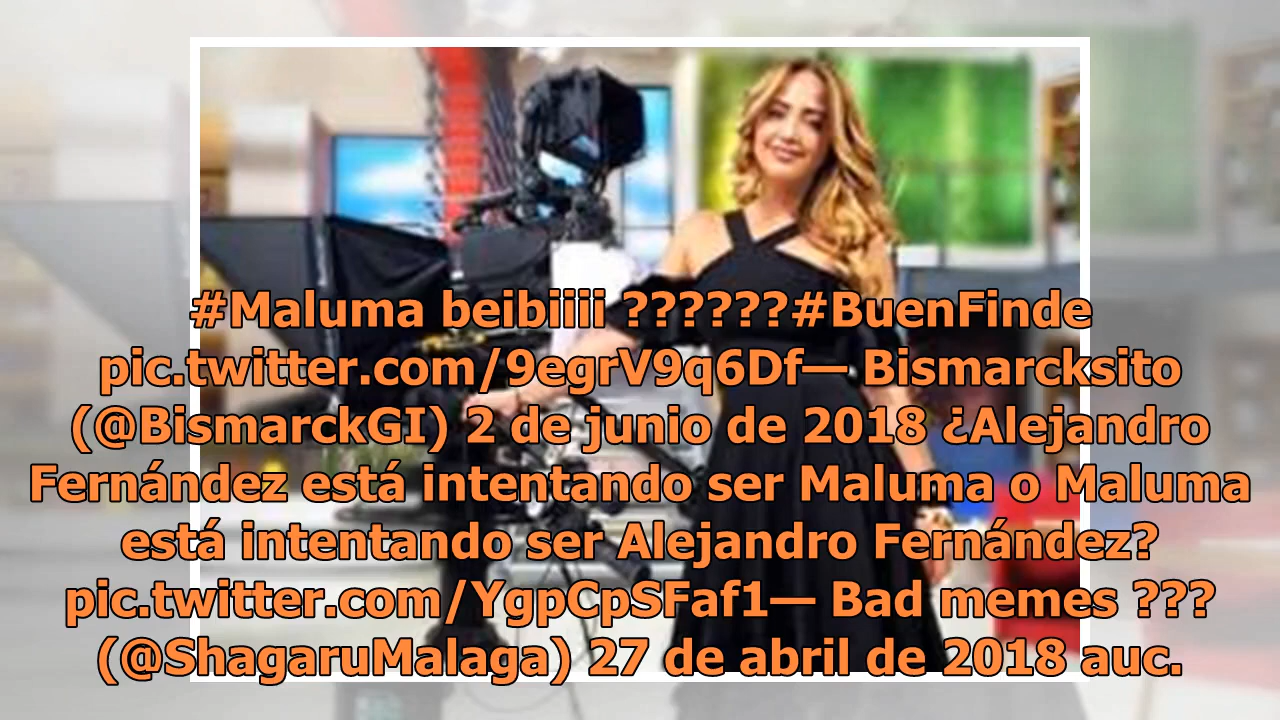 #Maluma beibiiii ??????#BuenFinde
pic.twitter.com/9egrV9q6Df— Bismarcksito
(@BismarckGI) 2 de junio de 2018 ¿Alejandro
Fernández está intentando ser Maluma o Maluma
está intentando ser Alejandro Fernández?
pic.twitter.com/YgpCpSFaf1— Bad memes ???
(@ShagaruMalaga) 27 de abril de 2018 auc.